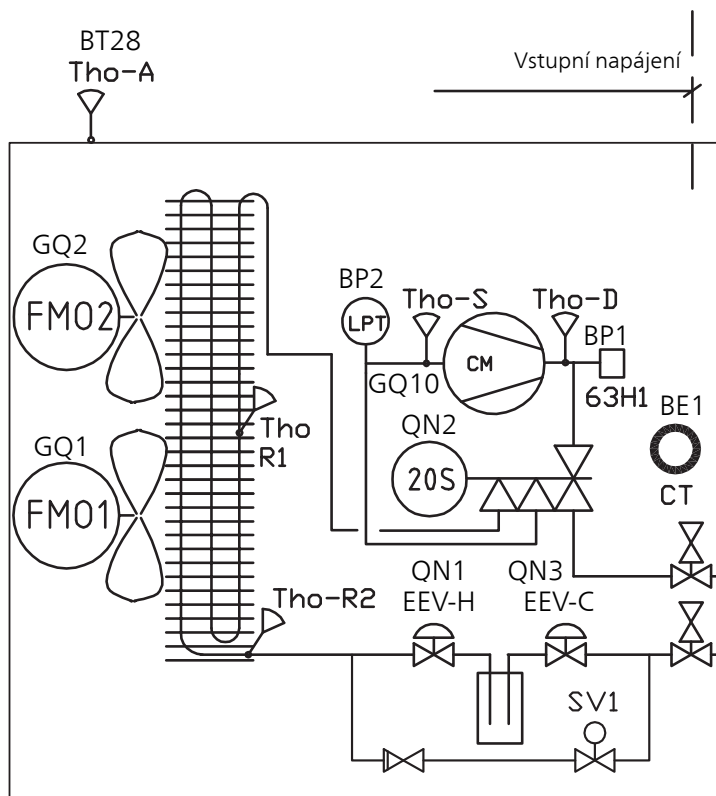 BT28
Tho-A
Vstupní napájení
GQ2
FM02
BP2
LPT
Tho-S
Tho-D
BP1
CM
GQ10
63H1
Tho
R1
QN2
20S
BE1
CT
GQ1
FM01
Tho-R2
QN1
EEV-H
QN3
EEV-C
SV1